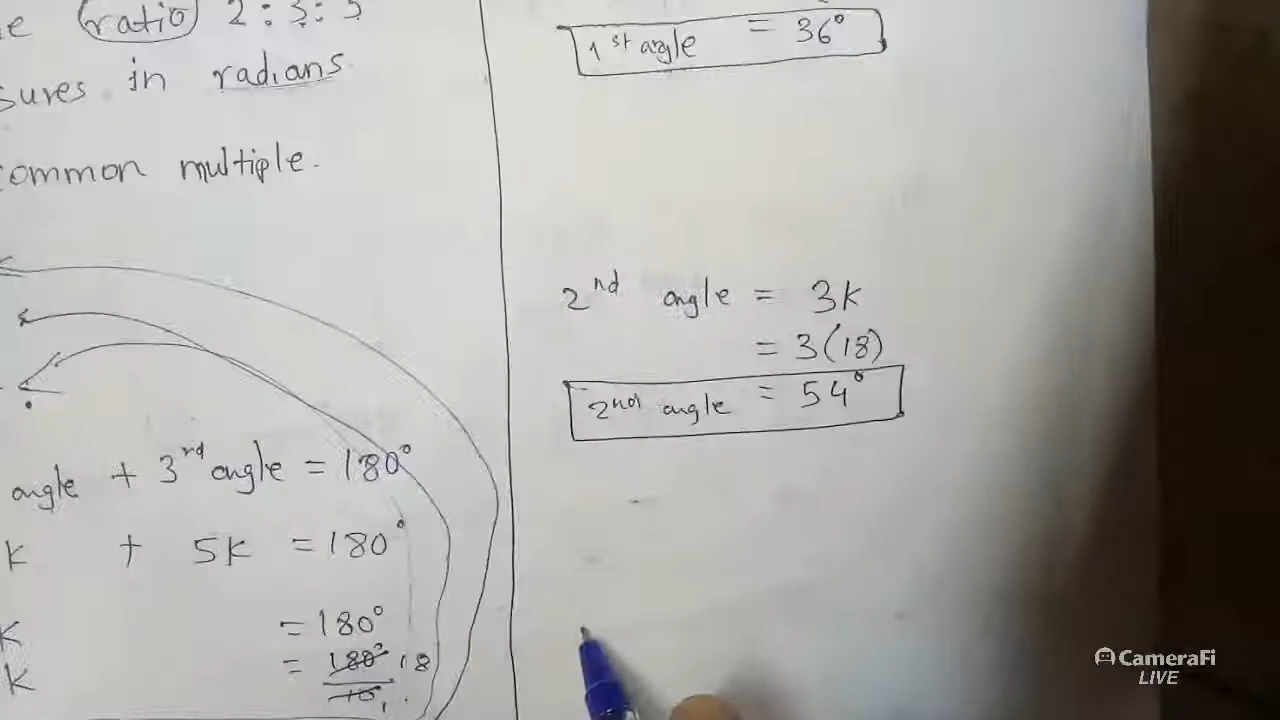 ratio 2 : 3 : 5
sures in radians
common multiple.
angle + 3rd angle = 180°
k + 5k = 180°
k = 180°
k = 180° 18
10 1
1st angle = 36°
2nd angle = 3k
= 3(18)
2nd angle = 54°
CameraFi
LIVE